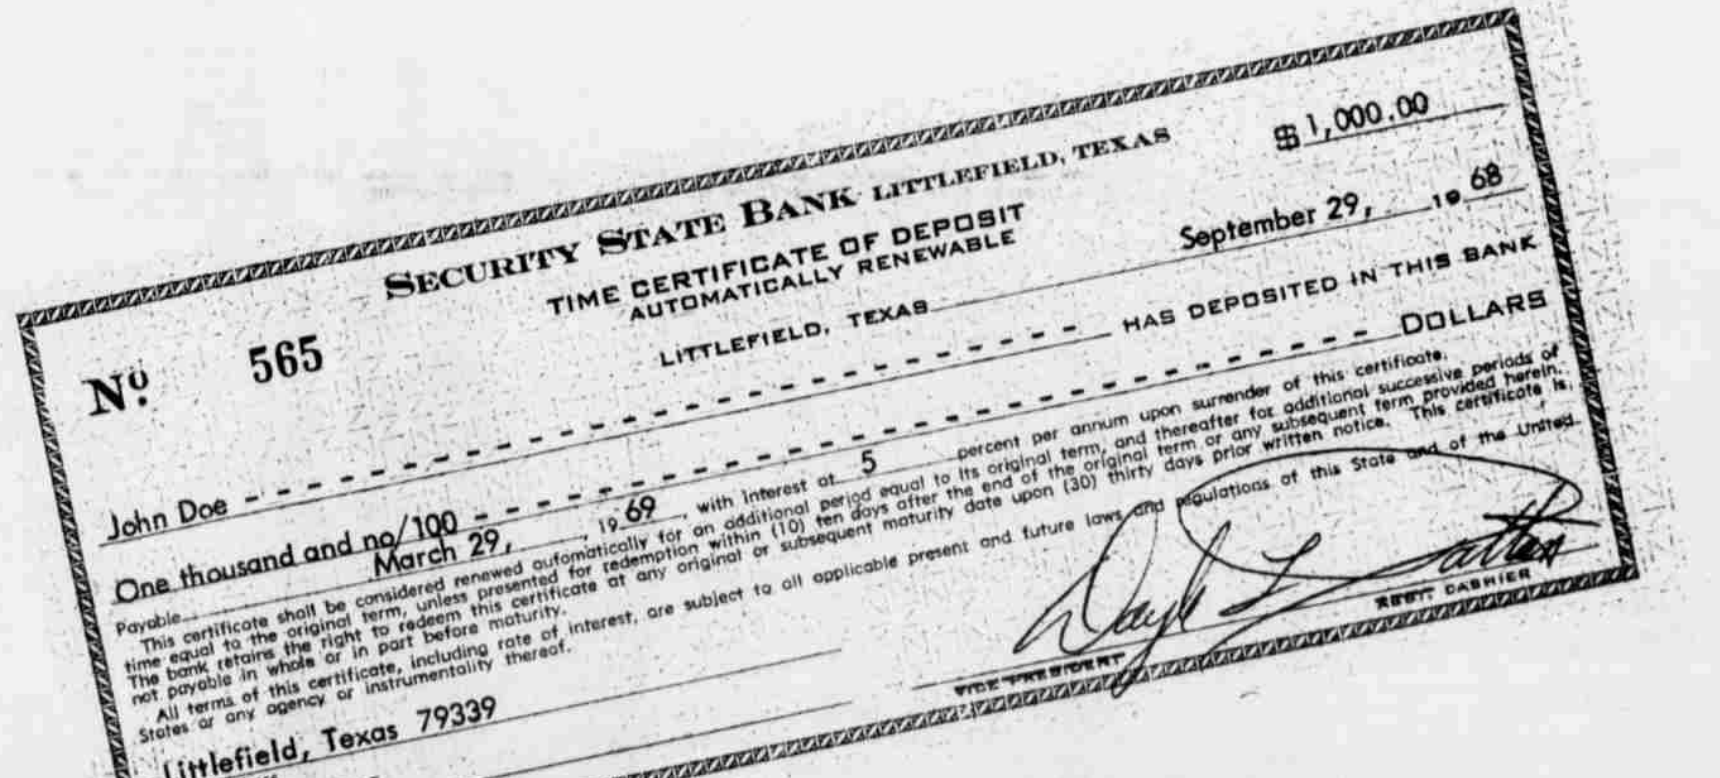 SECURITY STATE BANK LITTLEFIELD, TEXAS
TIME CERTIFICATE OF DEPOSIT
AUTOMATICALLY RENEWABLE
$ 1,000.00
Nº 565
LITTLEFIELD, TEXAS September 29, 19 68
John Doe - - - - - - - - - - - - - - - - - - - - - - - - HAS DEPOSITED IN THIS BANK
One thousand and no/100 - - - - - - - - - - - - - - - - - - - - - - - - DOLLARS
Payable March 29, 19 69, with interest at 5 percent per annum upon surrender of this certificate.
This certificate shall be considered renewed automatically for an additional period equal to its original term, and thereafter for additional successive periods of
time equal to the original term, unless presented for redemption within (10) ten days after the end of the original term or any subsequent term provided herein.
The bank retains the right to redeem this certificate at any original or subsequent maturity date upon (30) thirty days prior written notice. This certificate is
not payable in whole or in part before maturity.
All terms of this certificate, including rate of interest, are subject to all applicable present and future laws and regulations of this State and of the United
States or any agency or instrumentality thereof.
Littlefield, Texas 79339
VICE PRESIDENT ASST. CASHIER